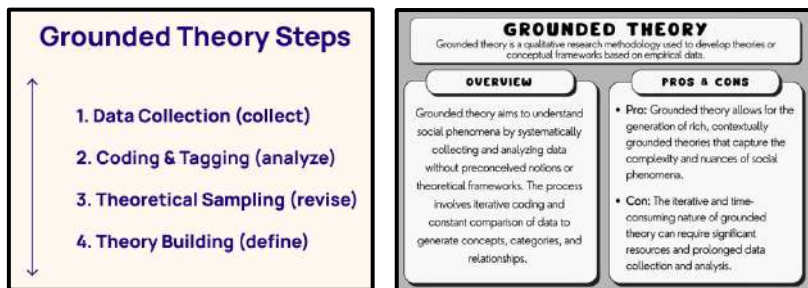 Grounded Theory Steps
1. Data Collection (collect)
2. Coding & Tagging (analyze)
3. Theoretical Sampling (revise)
4. Theory Building (define)
GROUNDED THEORY
Grounded theory is a qualitative research methodology used to develop theories or
conceptual frameworks based on empirical data.
OVERVIEW
Grounded theory aims to understand
social phenomena by systematically
collecting and analyzing data
without preconceived notions or
theoretical frameworks. The process
involves iterative coding and
constant comparison of data to
generate concepts, categories, and
relationships.
PROS & CONS
• Pro: Grounded theory allows for the
generation of rich, contextually
grounded theories that capture the
complexity and nuances of social
phenomena.
• Con: The iterative and time-
consuming nature of grounded
theory can require significant
resources and prolonged data
collection and analysis.